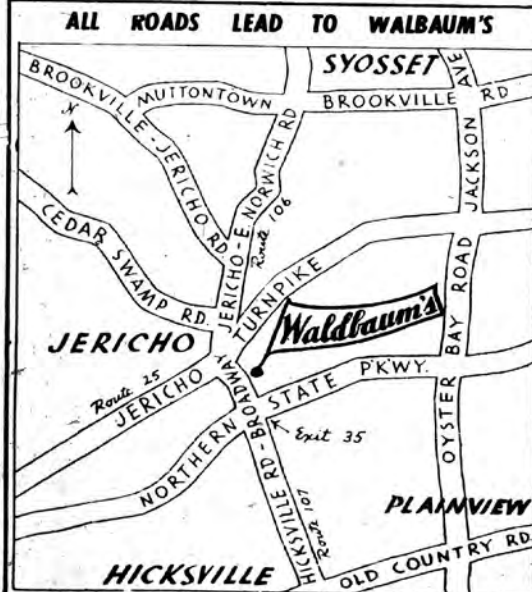 ALL ROADS LEAD TO WALBAUM'S
SYOSSET
BROOKVILLE - JERICHO RD
MUTTONTOWN BROOKVILLE RD
JACKSON AVE
N
JERICHO - E. NORWICH RD
Route 106
CEDAR SWAMP RD.
JERICHO TURNPIKE
Waldbaum's
OYSTER BAY ROAD
JERICHO
Route 25
NORTHERN STATE PKWY.
Exit 35
HICKSVILLE RD - BROADWAY
Route 107
PLAINVIEW
HICKSVILLE
OLD COUNTRY RD.